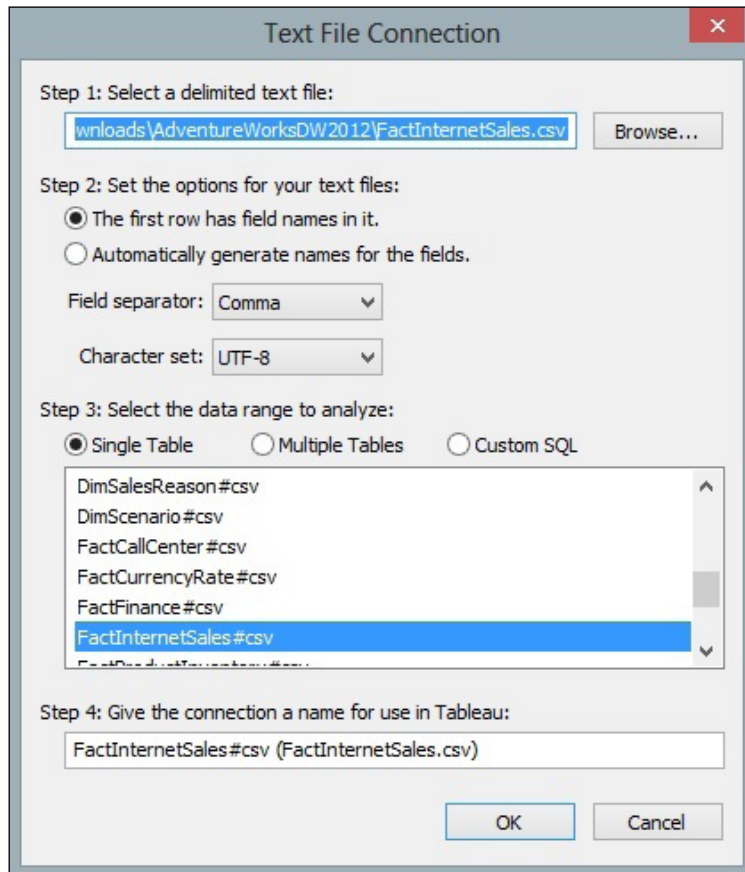 Text File Connection
Step 1: Select a delimited text file:
wnloads\AdventureWorksDW2012\FactInternetSales.csv
Browse...
Step 2: Set the options for your text files:
The first row has field names in it.
Automatically generate names for the fields.
Field separator: Comma
Character set: UTF-8
Step 3: Select the data range to analyze:
Single Table Multiple Tables Custom SQL
DimSalesReason#csv
DimScenario#csv
FactCallCenter#csv
FactCurrencyRate#csv
FactFinance#csv
FactInternetSales#csv
FactProductInventory#csv
Step 4: Give the connection a name for use in Tableau:
FactInternetSales#csv (FactInternetSales.csv)
OK Cancel